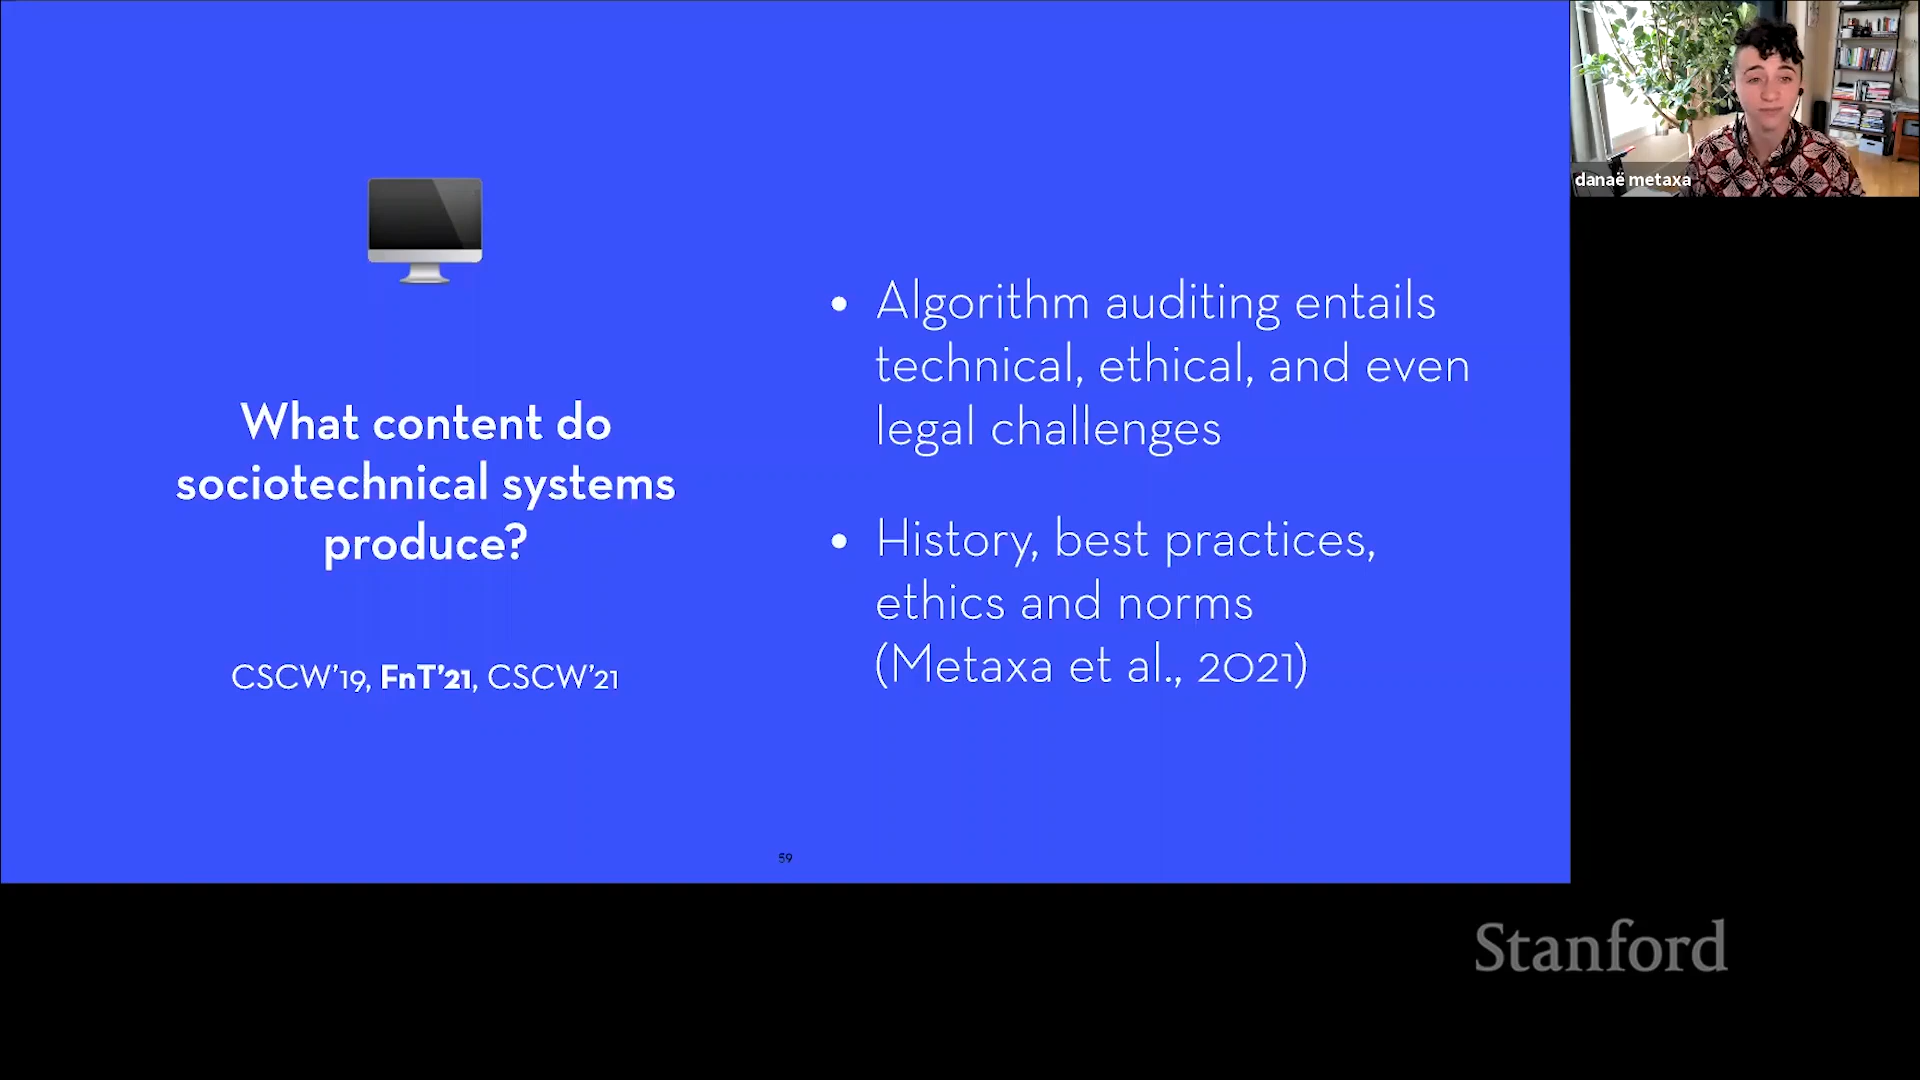 What content do
sociotechnical systems
produce?
CSCW'19, FnT'21, CSCW'21
• Algorithm auditing entails
technical, ethical, and even
legal challenges
• History, best practices,
ethics and norms
(Metaxa et al., 2021)
59
danaë metaxa
Stanford